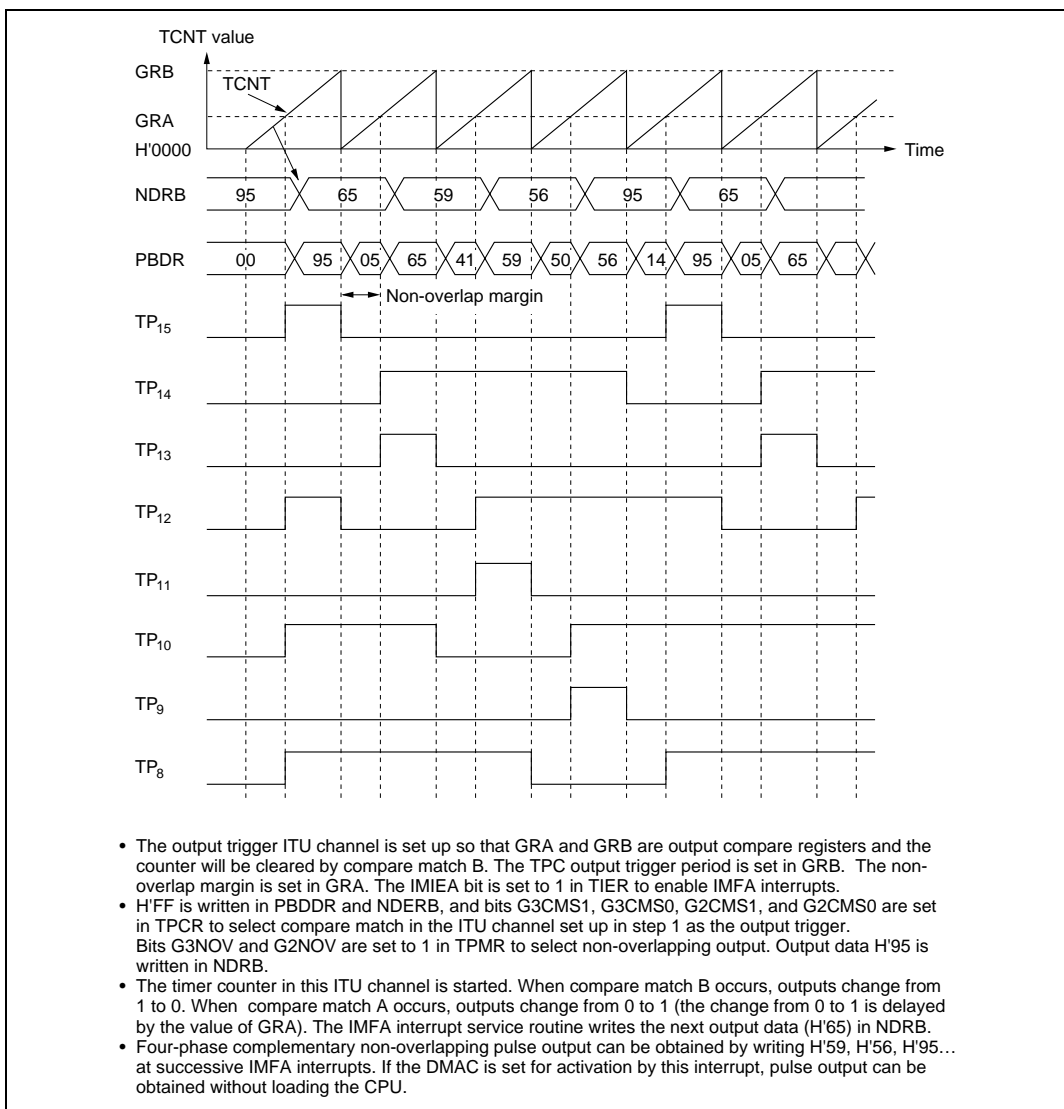 TCNT value
GRB
TCNT
GRA
H'0000
Time
NDRB 95 65 59 56 95 65
PBDR 00 95 05 65 41 59 50 56 14 95 05 65
Non-overlap margin
TP15
TP14
TP13
TP12
TP11
TP10
TP9
TP8
• The output trigger ITU channel is set up so that GRA and GRB are output compare registers and the
counter will be cleared by compare match B. The TPC output trigger period is set in GRB. The non-
overlap margin is set in GRA. The IMIEA bit is set to 1 in TIER to enable IMFA interrupts.
• H'FF is written in PBDDR and NDERB, and bits G3CMS1, G3CMS0, G2CMS1, and G2CMS0 are set
in TPCR to select compare match in the ITU channel set up in step 1 as the output trigger.
Bits G3NOV and G2NOV are set to 1 in TPMR to select non-overlapping output. Output data H'95 is
written in NDRB.
• The timer counter in this ITU channel is started. When compare match B occurs, outputs change from
1 to 0. When compare match A occurs, outputs change from 0 to 1 (the change from 0 to 1 is delayed
by the value of GRA). The IMFA interrupt service routine writes the next output data (H'65) in NDRB.
• Four-phase complementary non-overlapping pulse output can be obtained by writing H'59, H'56, H'95…
at successive IMFA interrupts. If the DMAC is set for activation by this interrupt, pulse output can be
obtained without loading the CPU.